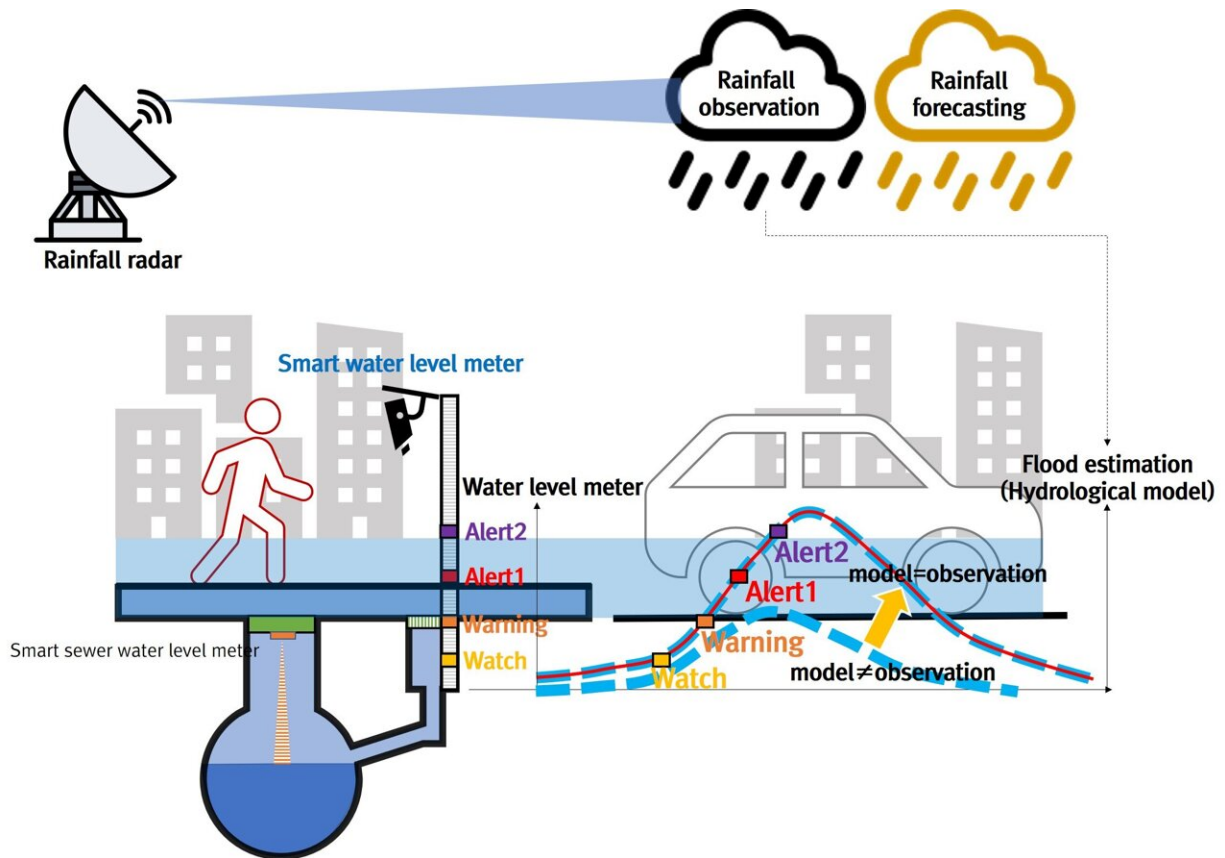 Rainfall
observation
Rainfall
forecasting
Rainfall radar
Smart water level meter
Water level meter
Flood estimation
(Hydrological model)
Alert2
Alert2
Alert1
model=observation
Alert1
Warning
Warning
Smart sewer water level meter
Watch
Watch
model≠observation